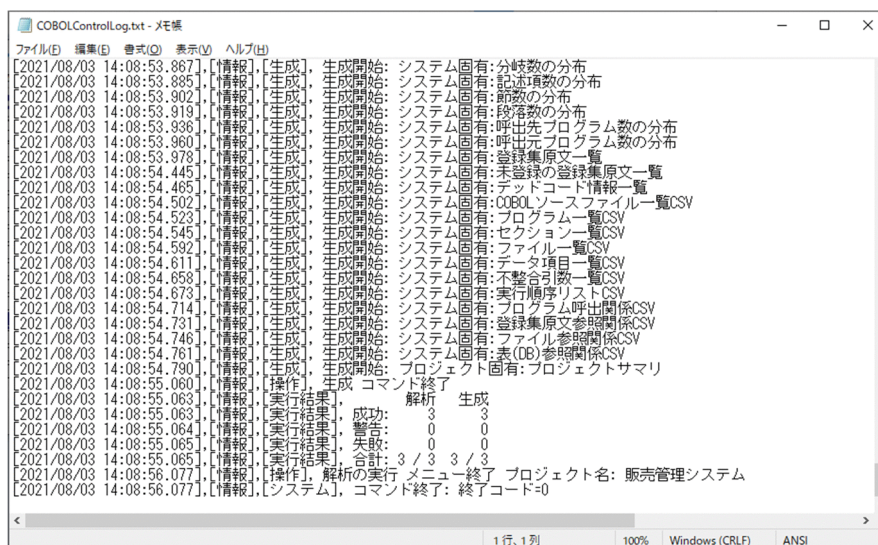 COBOLControlLog.txt - メモ帳
ファイル(F) 編集(E) 書式(O) 表示(V) ヘルプ(H)
[2021/08/03 14:08:53.867],[情報],[生成], 生成開始: システム固有:分岐数の分布
[2021/08/03 14:08:53.885],[情報],[生成], 生成開始: システム固有:記述項数の分布
[2021/08/03 14:08:53.902],[情報],[生成], 生成開始: システム固有:節数の分布
[2021/08/03 14:08:53.919],[情報],[生成], 生成開始: システム固有:段落数の分布
[2021/08/03 14:08:53.936],[情報],[生成], 生成開始: システム固有:呼出先プログラム数の分布
[2021/08/03 14:08:53.960],[情報],[生成], 生成開始: システム固有:呼出元プログラム数の分布
[2021/08/03 14:08:53.978],[情報],[生成], 生成開始: システム固有:登録集原文一覧
[2021/08/03 14:08:54.445],[情報],[生成], 生成開始: システム固有:未登録の登録集原文一覧
[2021/08/03 14:08:54.465],[情報],[生成], 生成開始: システム固有:デッドコード情報一覧
[2021/08/03 14:08:54.502],[情報],[生成], 生成開始: システム固有:COBOLソースファイル一覧CSV
[2021/08/03 14:08:54.523],[情報],[生成], 生成開始: システム固有:プログラム一覧CSV
[2021/08/03 14:08:54.545],[情報],[生成], 生成開始: システム固有:セクション一覧CSV
[2021/08/03 14:08:54.592],[情報],[生成], 生成開始: システム固有:ファイル一覧CSV
[2021/08/03 14:08:54.611],[情報],[生成], 生成開始: システム固有:データ項目一覧CSV
[2021/08/03 14:08:54.658],[情報],[生成], 生成開始: システム固有:不整合引数一覧CSV
[2021/08/03 14:08:54.673],[情報],[生成], 生成開始: システム固有:実行順序リストCSV
[2021/08/03 14:08:54.714],[情報],[生成], 生成開始: システム固有:プログラム呼出関係CSV
[2021/08/03 14:08:54.731],[情報],[生成], 生成開始: システム固有:登録集原文参照関係CSV
[2021/08/03 14:08:54.746],[情報],[生成], 生成開始: システム固有:ファイル参照関係CSV
[2021/08/03 14:08:54.761],[情報],[生成], 生成開始: システム固有:表(DB)参照関係CSV
[2021/08/03 14:08:54.790],[情報],[生成], 生成開始: プロジェクト固有:プロジェクトサマリ
[2021/08/03 14:08:55.060],[情報],[操作], 生成 コマンド終了
[2021/08/03 14:08:55.063],[情報],[実行結果], 解析 生成
[2021/08/03 14:08:55.063],[情報],[実行結果], 成功: 3 3
[2021/08/03 14:08:55.064],[情報],[実行結果], 警告: 0 0
[2021/08/03 14:08:55.065],[情報],[実行結果], 失敗: 0 0
[2021/08/03 14:08:55.065],[情報],[実行結果], 合計: 3 / 3 3 / 3
[2021/08/03 14:08:56.077],[情報],[操作], 解析の実行 メニュー終了 プロジェクト名: 販売管理システム
[2021/08/03 14:08:56.077],[情報],[システム], コマンド終了: 終了コード=0
1 行、1 列 100% Windows (CRLF) ANSI